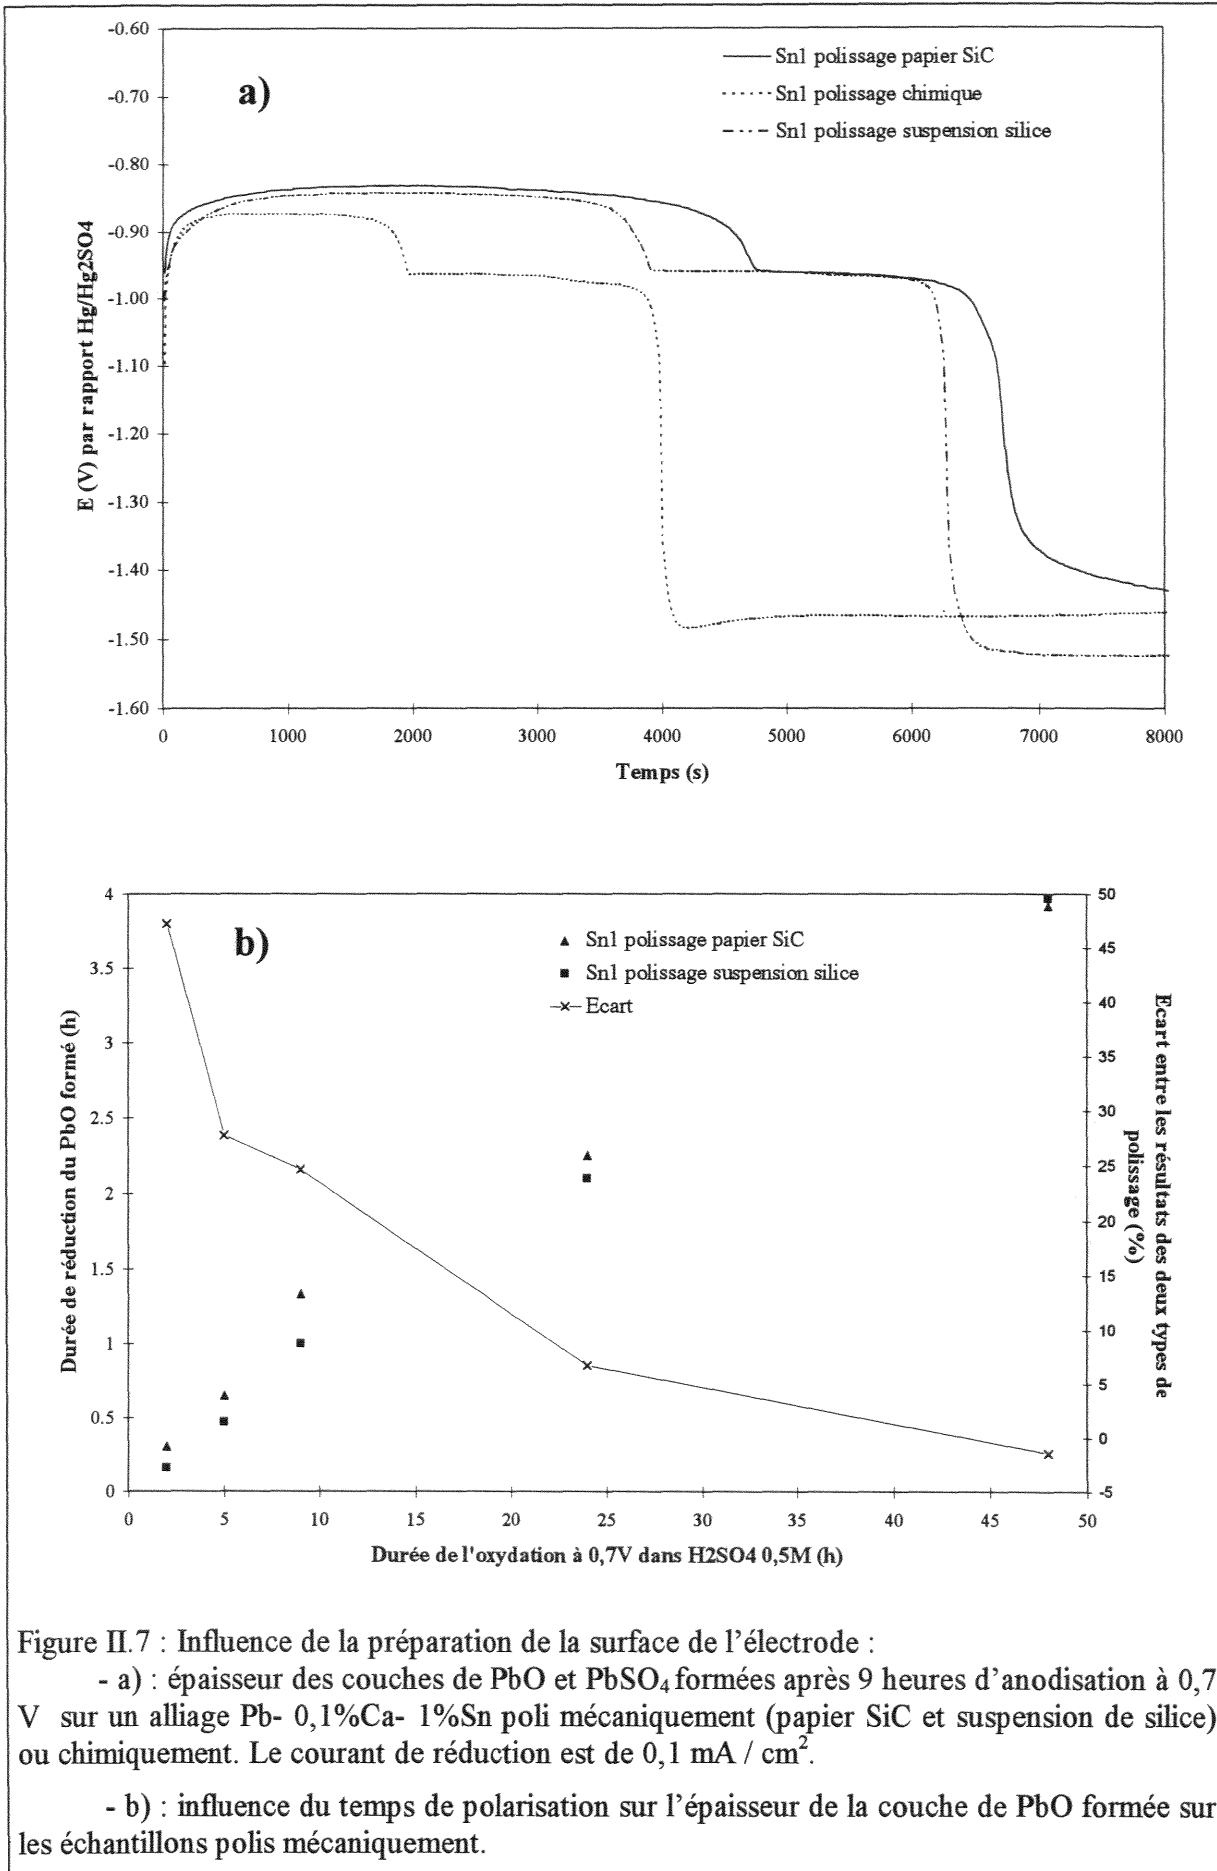 a)
Sn1 polissage papier SiC
Sn1 polissage chimique
Sn1 polissage suspension silice
E (V) par rapport Hg/Hg2SO4
-0.60
-0.70
-0.80
-0.90
-1.00
-1.10
-1.20
-1.30
-1.40
-1.50
-1.60
0 1000 2000 3000 4000 5000 6000 7000 8000
Temps (s)
b)
Sn1 polissage papier SiC
Sn1 polissage suspension silice
Ecart
Durée de réduction du PbO formé (h)
4
3.5
3
2.5
2
1.5
1
0.5
0
50
45
40
35
30
25
20
15
10
5
0
-5
Ecart entre les résultats des deux types de
polissage (%)
0 5 10 15 20 25 30 35 40 45 50
Durée de l'oxydation à 0,7V dans H2SO4 0,5M (h)
Figure II.7 : Influence de la préparation de la surface de l'électrode :
- a) : épaisseur des couches de PbO et PbSO₄ formées après 9 heures d'anodisation à 0,7
V sur un alliage Pb- 0,1%Ca- 1%Sn poli mécaniquement (papier SiC et suspension de silice)
ou chimiquement. Le courant de réduction est de 0,1 mA / cm².
- b) : influence du temps de polarisation sur l'épaisseur de la couche de PbO formée sur
les échantillons polis mécaniquement.